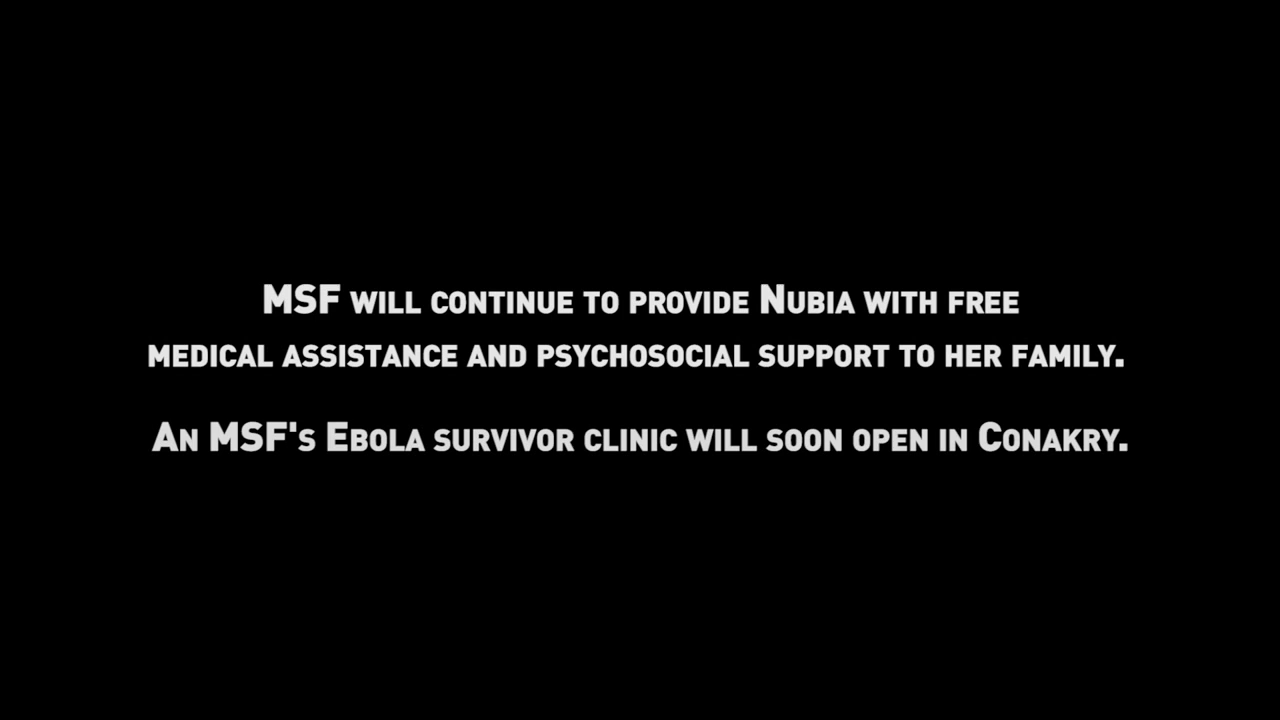 MSF will continue to provide Nubia with free
medical assistance and psychosocial support to her family.
An MSF's Ebola survivor clinic will soon open in Conakry.